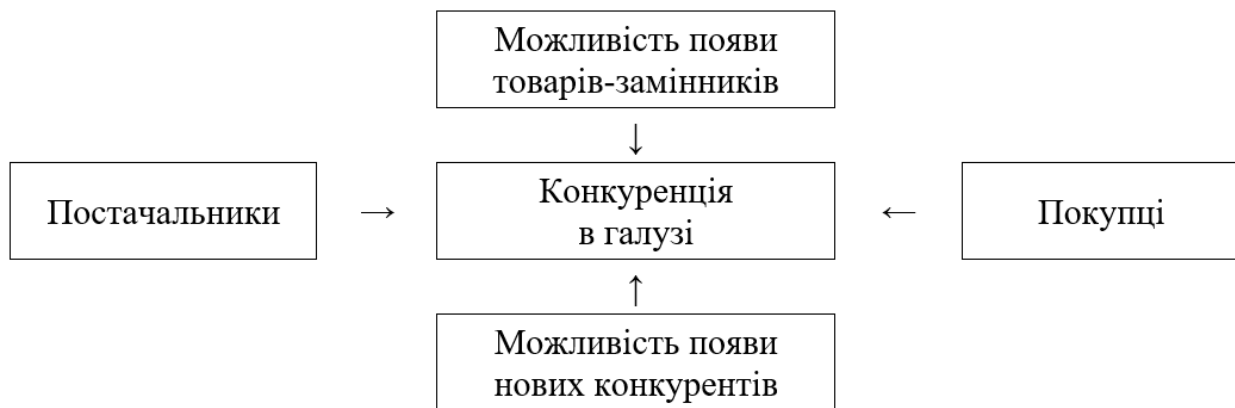 Можливість появи
товарів-замінників
↓
Постачальники → Конкуренція в галузі ← Покупці
↑
Можливість появи
нових конкурентів